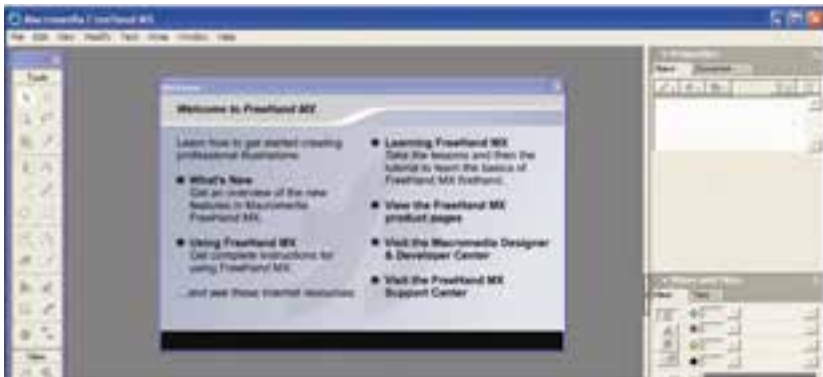 Macromedia FreeHand MX
File Edit View Modify Text Xtras Window Help
Tools
Welcome
Welcome to FreeHand MX
Learn how to get started creating
professional illustrations:
What's New
Get an overview of the new
features in Macromedia
FreeHand MX.
Using FreeHand MX
Get complete instructions for
using FreeHand MX.
...and see these internet resources:
Learning FreeHand MX
Take the lessons and then the
tutorial to learn the basics of
FreeHand MX firsthand.
View the FreeHand MX
product pages
Visit the Macromedia Designer
& Developer Center
Visit the FreeHand MX
Support Center
View